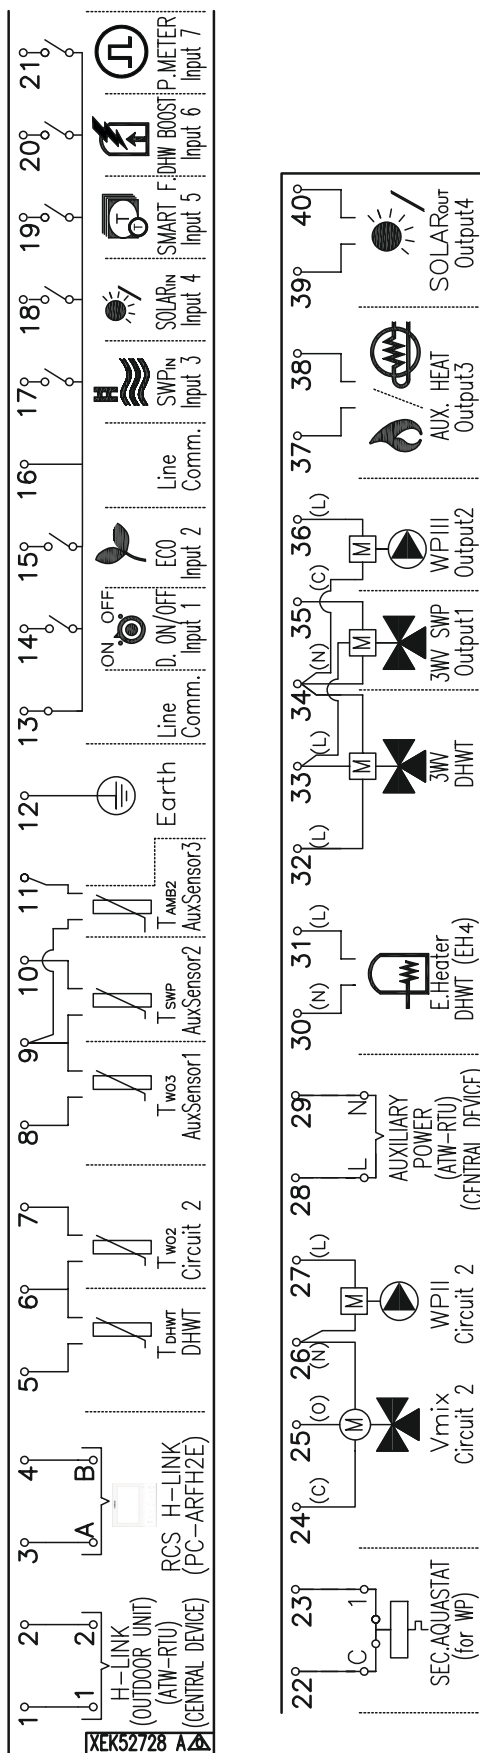 1
2
1
2
H-LINK
(OUTDOOR UNIT)
(ATW-RTU)
(CENTRAL DEVICE)
3
4
A
B
RCS H-LINK
(PC-ARFH2E)
5
6
TDHWT
DHWT
7
TWO2
Circuit 2
8
9
TWO3
AuxSensor1
10
TSWP
AuxSensor2
11
TAMB2
AuxSensor3
12
Earth
13
Line
Comm.
14
ON
OFF
D. ON/OFF
Input 1
15
ECO
Input 2
16
Line
Comm.
17
SWPIN
Input 3
18
SOLARIN
Input 4
19
T
T
SMART F.
Input 5
20
DHW BOOST
Input 6
21
P.METER
Input 7
XEK52728 A
22
23
C
1
SEC.AQUASTAT
(for WP)
24
(C)
25
(O)
26
(N)
M
Vmix
Circuit 2
27
(L)
M
WPII
Circuit 2
28
29
L
N
AUXILIARY
POWER
(ATW-RTU)
(CENTRAL DEVICE)
30
(N)
31
(L)
E.Heater
DHWT (EH4)
32
(L)
33
(L)
M
3WV
DHWT
34
(N)
35
(C)
M
3WV SWP
Output1
36
(L)
M
WPIII
Output2
37
38
AUX. HEAT
Output3
39
40
SOLAROUT
Output4